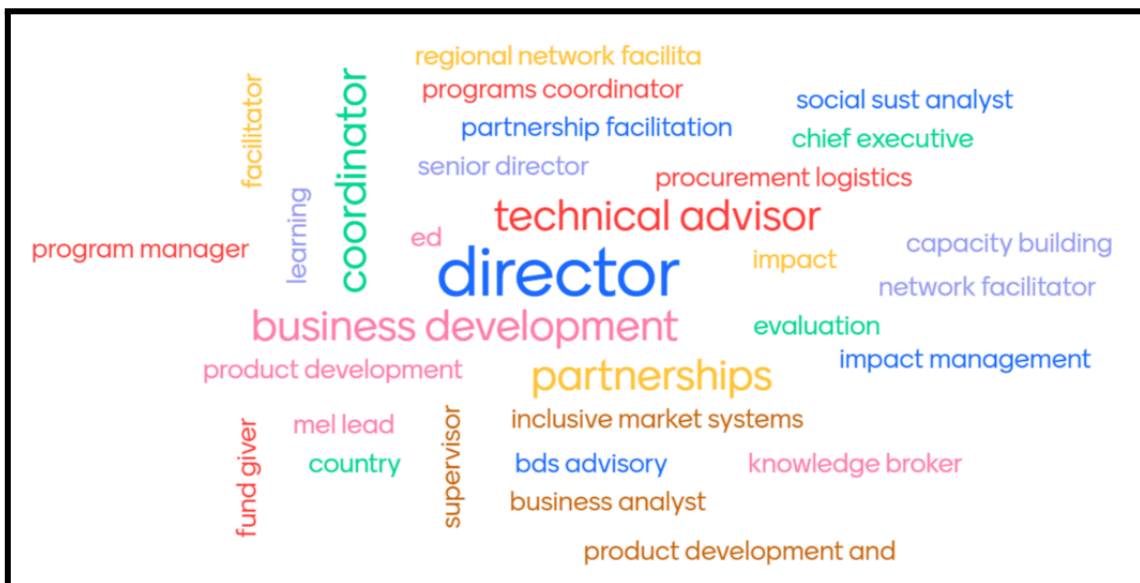 regional network facilita
programs coordinator
social sust analyst
partnership facilitation
chief executive
facilitator
coordinator
senior director
procurement logistics
technical advisor
learning
program manager
ed
director
impact
capacity building
network facilitator
business development
evaluation
product development
partnerships
impact management
inclusive market systems
mel lead
fund giver
country
supervisor
bds advisory
knowledge broker
business analyst
product development and